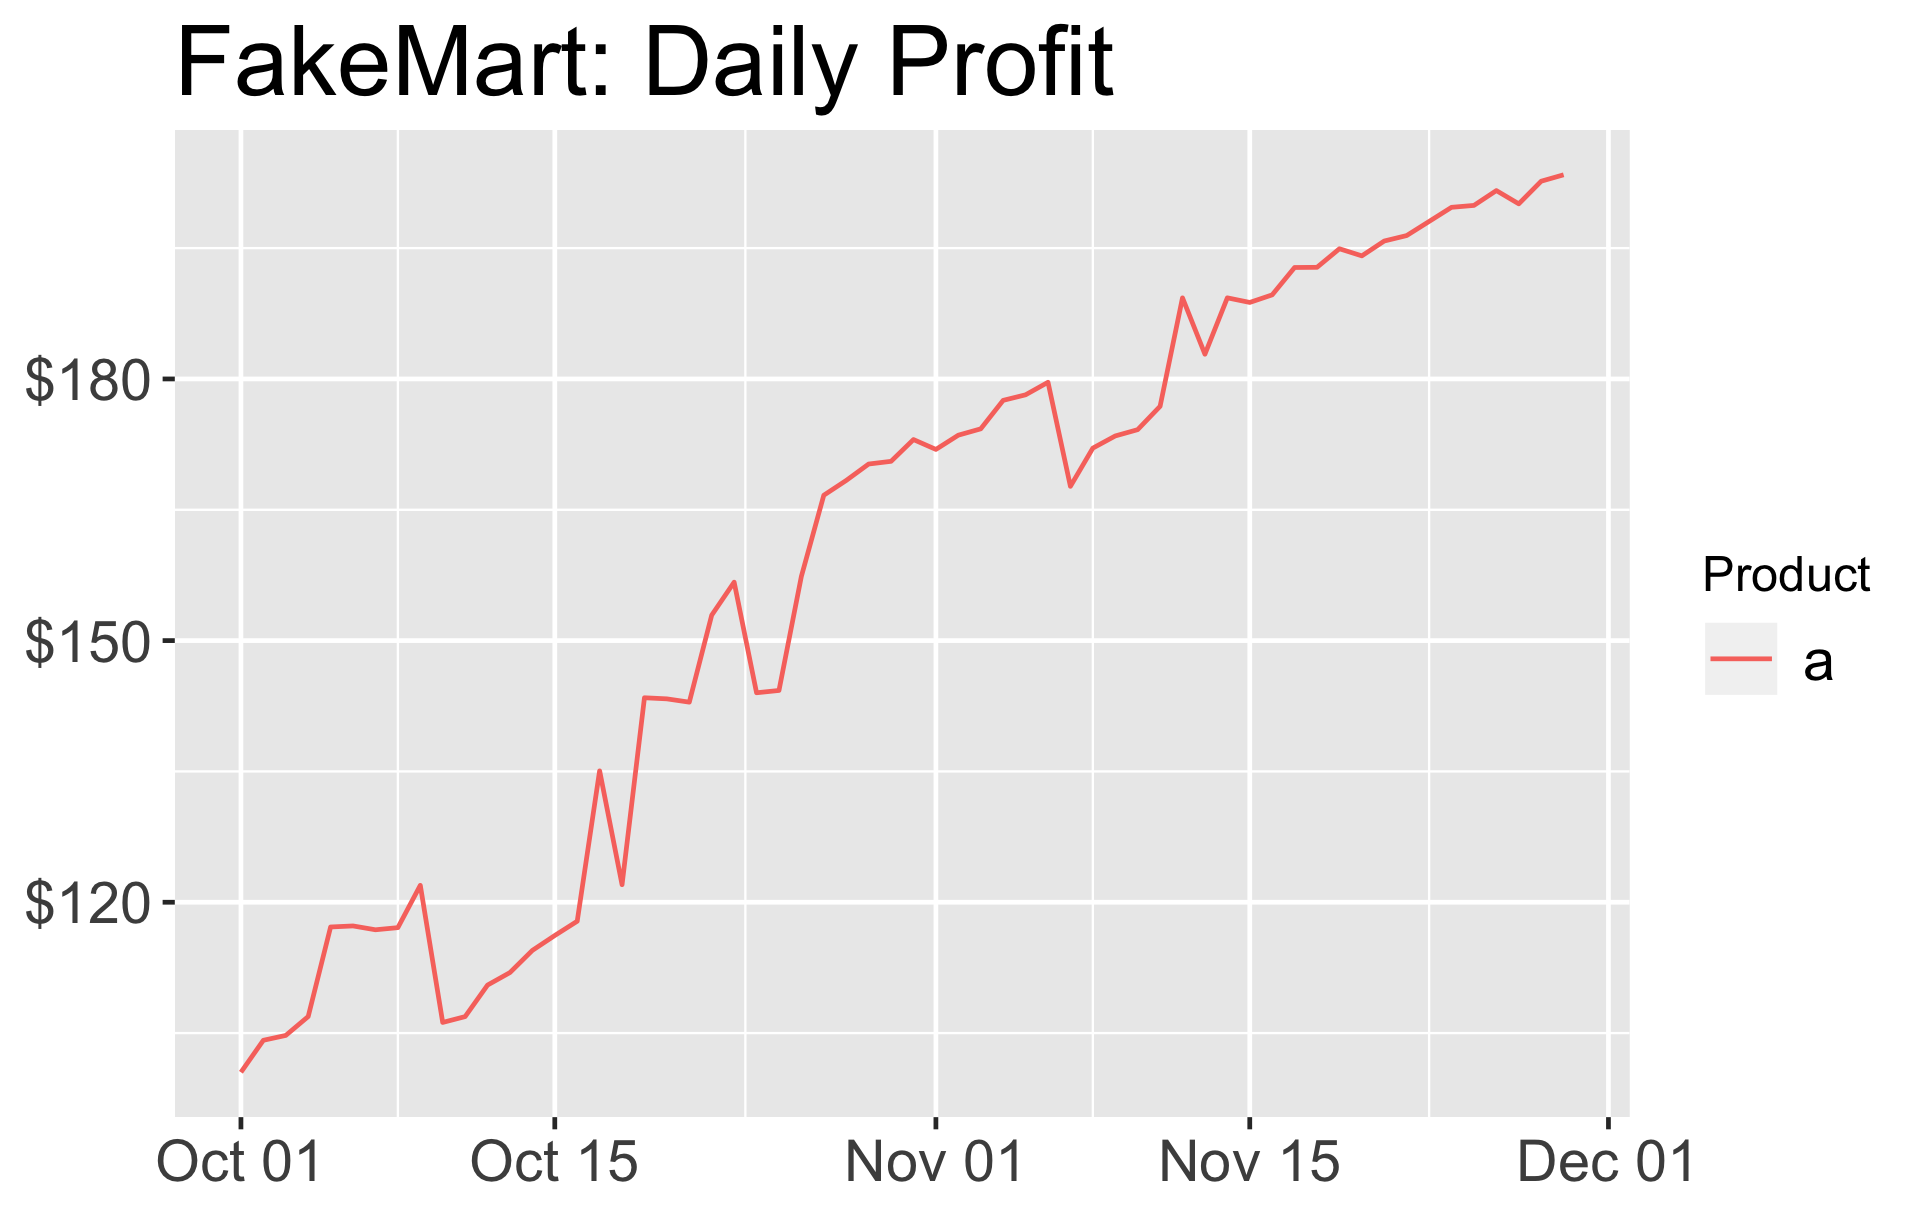 FakeMart: Daily Profit
$180
$150
$120
Oct 01
Oct 15
Nov 01
Nov 15
Dec 01
Product
a